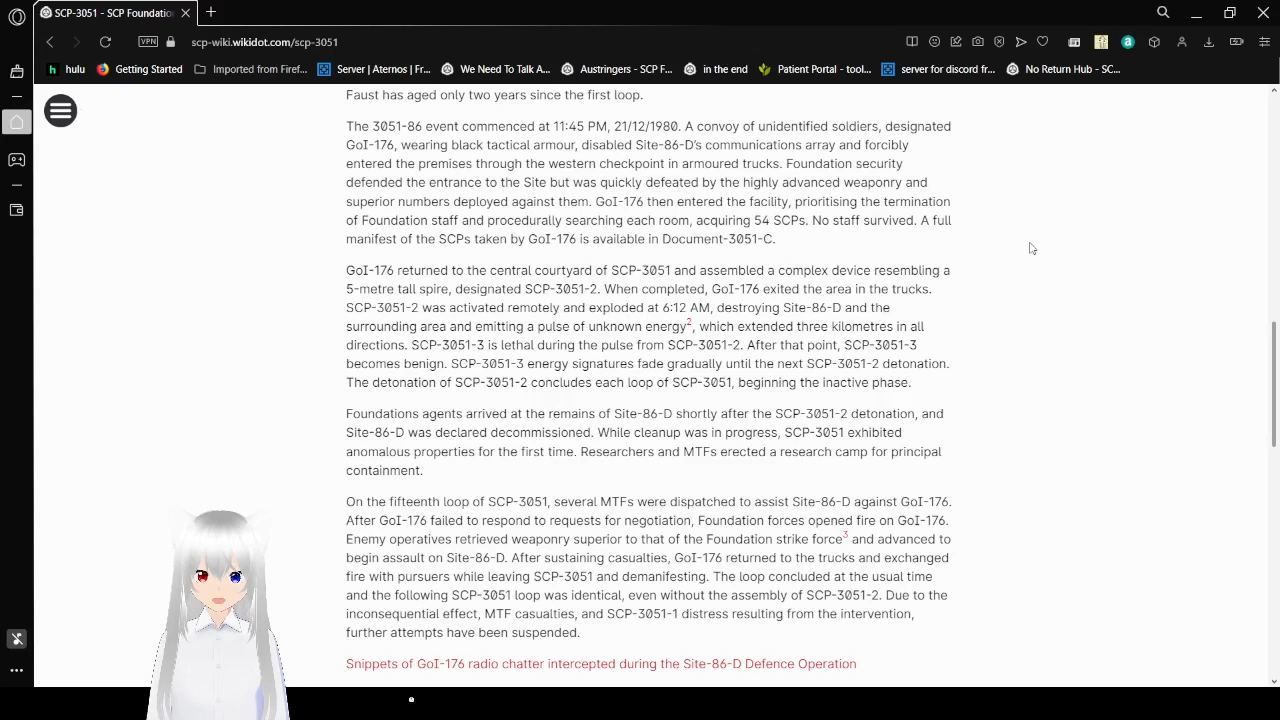 SCP-3051 - SCP Foundation
scp-wiki.wikidot.com/scp-3051
VPN
hulu
Getting Started
Imported from Firef...
Server | Aternos | Fr...
We Need To Talk A...
Austringers - SCP F...
in the end
Patient Portal - tool...
server for discord fr...
No Return Hub - SC...
Faust has aged only two years since the first loop.
The 3051-86 event commenced at 11:45 PM, 21/12/1980. A convoy of unidentified soldiers, designated
GoI-176, wearing black tactical armour, disabled Site-86-D's communications array and forcibly
entered the premises through the western checkpoint in armoured trucks. Foundation security
defended the entrance to the Site but was quickly defeated by the highly advanced weaponry and
superior numbers deployed against them. GoI-176 then entered the facility, prioritising the termination
of Foundation staff and procedurally searching each room, acquiring 54 SCPs. No staff survived. A full
manifest of the SCPs taken by GoI-176 is available in Document-3051-C.
GoI-176 returned to the central courtyard of SCP-3051 and assembled a complex device resembling a
5-metre tall spire, designated SCP-3051-2. When completed, GoI-176 exited the area in the trucks.
SCP-3051-2 was activated remotely and exploded at 6:12 AM, destroying Site-86-D and the
surrounding area and emitting a pulse of unknown energy2, which extended three kilometres in all
directions. SCP-3051-3 is lethal during the pulse from SCP-3051-2. After that point, SCP-3051-3
becomes benign. SCP-3051-3 energy signatures fade gradually until the next SCP-3051-2 detonation.
The detonation of SCP-3051-2 concludes each loop of SCP-3051, beginning the inactive phase.
Foundations agents arrived at the remains of Site-86-D shortly after the SCP-3051-2 detonation, and
Site-86-D was declared decommissioned. While cleanup was in progress, SCP-3051 exhibited
anomalous properties for the first time. Researchers and MTFs erected a research camp for principal
containment.
On the fifteenth loop of SCP-3051, several MTFs were dispatched to assist Site-86-D against GoI-176.
After GoI-176 failed to respond to requests for negotiation, Foundation forces opened fire on GoI-176.
Enemy operatives retrieved weaponry superior to that of the Foundation strike force3 and advanced to
begin assault on Site-86-D. After sustaining casualties, GoI-176 returned to the trucks and exchanged
fire with pursuers while leaving SCP-3051 and demanifesting. The loop concluded at the usual time
and the following SCP-3051 loop was identical, even without the assembly of SCP-3051-2. Due to the
inconsequential effect, MTF casualties, and SCP-3051-1 distress resulting from the intervention,
further attempts have been suspended.
Snippets of GoI-176 radio chatter intercepted during the Site-86-D Defence Operation